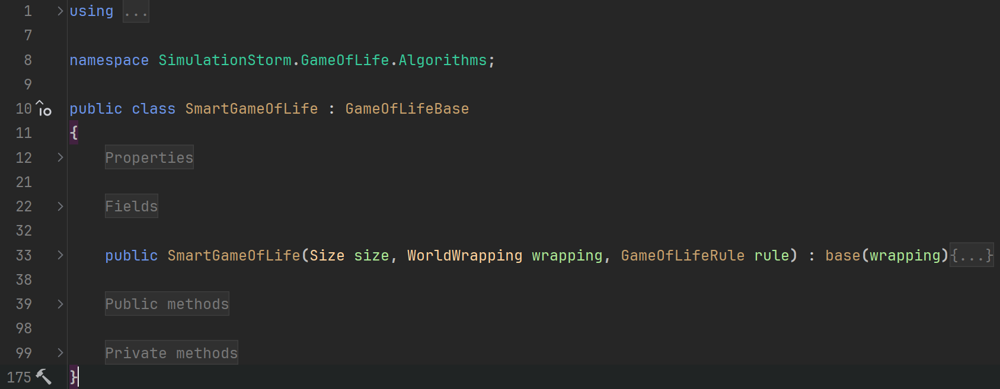 1 using ...
7
8 namespace SimulationStorm.GameOfLife.Algorithms;
9
10 public class SmartGameOfLife : GameOfLifeBase
11 {
12 Properties
21
22 Fields
32
33 public SmartGameOfLife(Size size, WorldWrapping wrapping, GameOfLifeRule rule) : base(wrapping){...}
38
39 Public methods
98
99 Private methods
175 }